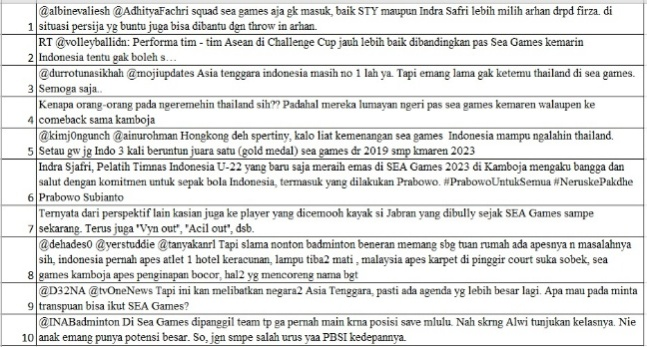 @albinevaliesh @AdhityaFachri squad sea games aja gk masuk, baik STY maupun Indra Safri lebih milih arhan drpd firza. di
1 situasi persija yg buntu juga bisa dibantu dgn throw in arhan.
RT @volleyballidn: Performa tim - tim Asean di Challenge Cup jauh lebih baik dibandingkan pas Sea Games kemarin
2 Indonesia tentu gak boleh s…
@durrotunasikhah @mojiupdates Asia tenggara indonesia masih no 1 lah ya. Tapi emang lama gak ketemu thailand di sea games.
3 Semoga saja..
Kenapa orang-orang pada ngeremehin thailand sih?? Padahal mereka lumayan ngeri pas sea games kemaren walaupen ke
4 comeback sama kamboja
@kimj0ngunch @ainurohman Hongkong deh spertiny, kalo liat kemenangan sea games Indonesia mampu ngalahin thailand.
5 Setau gw jg Indo 3 kali beruntun juara satu (gold medal) sea games dr 2019 smp kmaren 2023
Indra Sjafri, Pelatih Timnas Indonesia U-22 yang baru saja meraih emas di SEA Games 2023 di Kamboja mengaku bangga dan
salut dengan komitmen untuk sepak bola Indonesia, termasuk yang dilakukan Prabowo. #PrabowoUntukSemua #NeruskePakdhe
6 Prabowo Subianto
Ternyata dari perspektif lain kasian juga ke player yang dicemooh kayak si Jabran yang dibully sejak SEA Games sampe
7 sekarang. Terus juga "Vyn out", "Acil out", dsb.
@dehades0 @yerstuddie @tanyakanrl Tapi slama nonton badminton beneran memang sbg tuan rumah ada apesnya n masalahnya
sih, indonesia pernah apes atlet 1 hotel keracunan, lampu tiba2 mati , malaysia apes karpet di pinggir court suka sobek, sea
8 games kamboja apes penginapan bocor, hal2 yg mencoreng nama bgt
@D32NA @tvOneNews Tapi ini kan melibatkan negara2 Asia Tenggara, pasti ada agenda yg lebih besar lagi. Apa mau pada minta
9 transpuan bisa ikut SEA Games?
@INABadminton Di Sea Games dipanggil team tp ga pernah main krna posisi save mlulu. Nah skrng Alwi tunjukan kelasnya. Nie
10 anak emang punya potensi besar. So, jgn smpe salah urus yaa PBSI kedepannya.